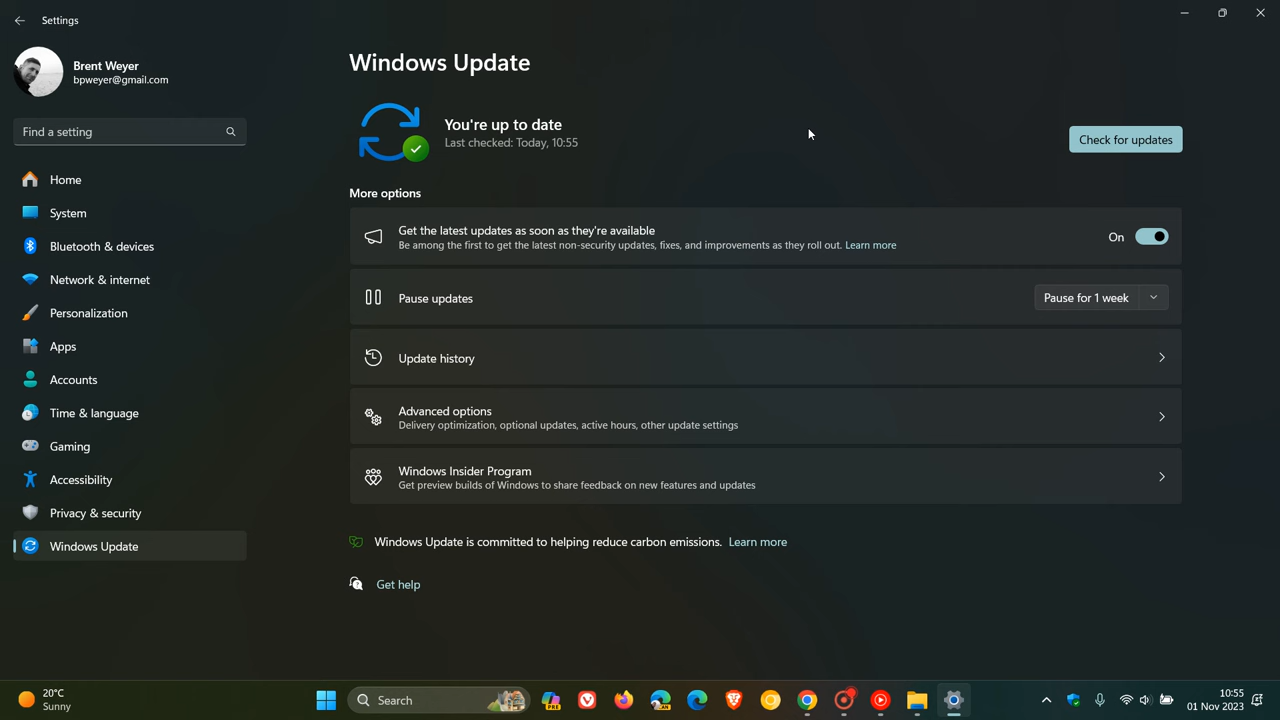 Settings
Brent Weyer
bpweyer@gmail.com
Find a setting
Home
System
Bluetooth & devices
Network & internet
Personalization
Apps
Accounts
Time & language
Gaming
Accessibility
Privacy & security
Windows Update
Windows Update
You're up to date
Last checked: Today, 10:55
Check for updates
More options
Get the latest updates as soon as they're available
Be among the first to get the latest non-security updates, fixes, and improvements as they roll out. Learn more
On
Pause updates
Pause for 1 week
Update history
Advanced options
Delivery optimization, optional updates, active hours, other update settings
Windows Insider Program
Get preview builds of Windows to share feedback on new features and updates
Windows Update is committed to helping reduce carbon emissions. Learn more
Get help
20°C
Sunny
Search
PRE
CAN
10:55
01 Nov 2023